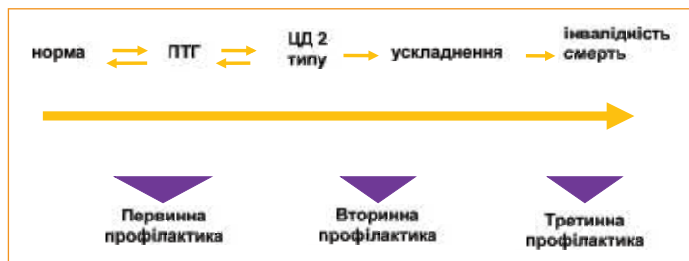 норма
ПТГ
ЦД 2
типу
ускладнення
інвалідність
смерть
Первинна
профілактика
Вторинна
профілактика
Третинна
профілактика